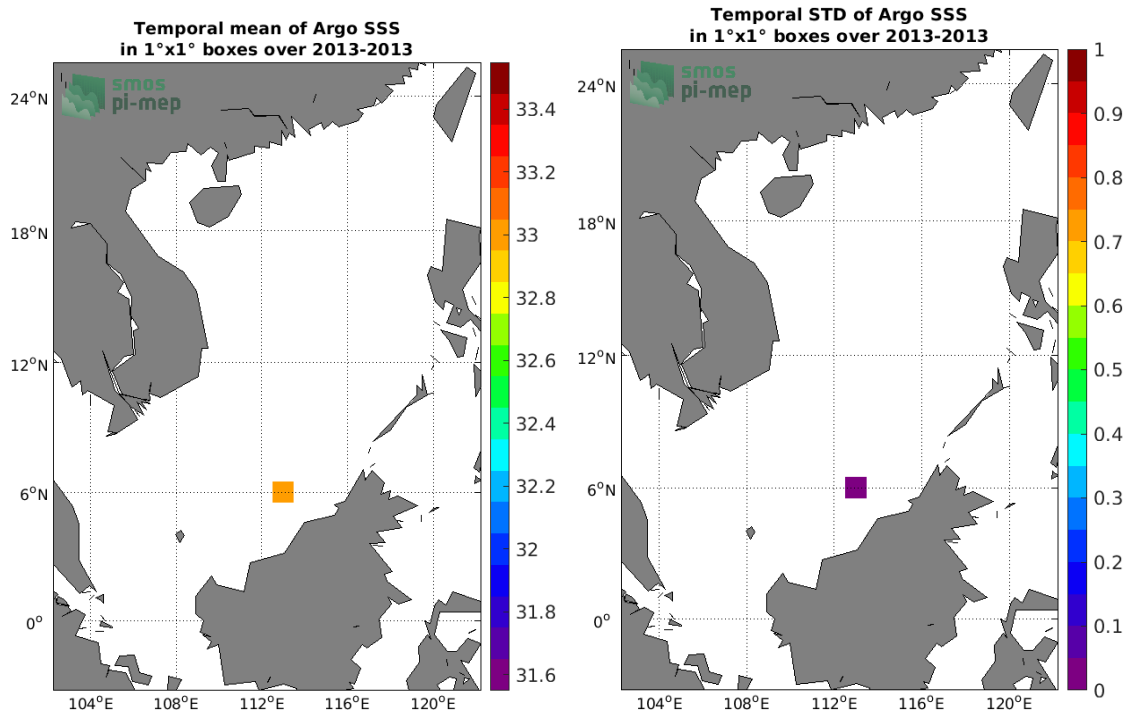 Temporal mean of Argo SSS
in 1°x1° boxes over 2013-2013
smos
pi-mep
24°N
18°N
12°N
6°N
0°
104°E
108°E
112°E
116°E
120°E
33.4
33.2
33
32.8
32.6
32.4
32.2
32
31.8
31.6
Temporal STD of Argo SSS
in 1°x1° boxes over 2013-2013
smos
pi-mep
24°N
18°N
12°N
6°N
0°
104°E
108°E
112°E
116°E
120°E
1
0.9
0.8
0.7
0.6
0.5
0.4
0.3
0.2
0.1
0